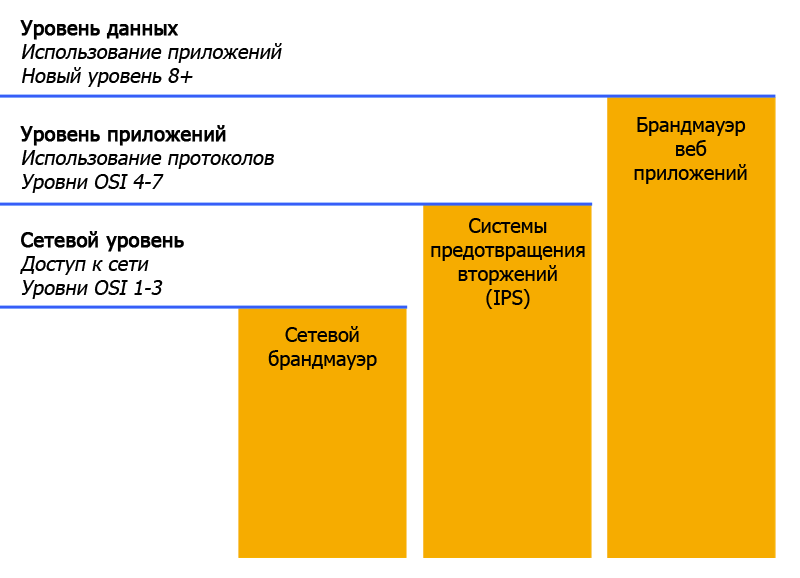 Уровень данных
Использование приложений
Новый уровень 8+
Уровень приложений
Использование протоколов
Уровни OSI 4-7
Сетевой уровень
Доступ к сети
Уровни OSI 1-3
Сетевой
брандмауэр
Системы
предотвращения
вторжений
(IPS)
Брандмауэр
веб
приложений